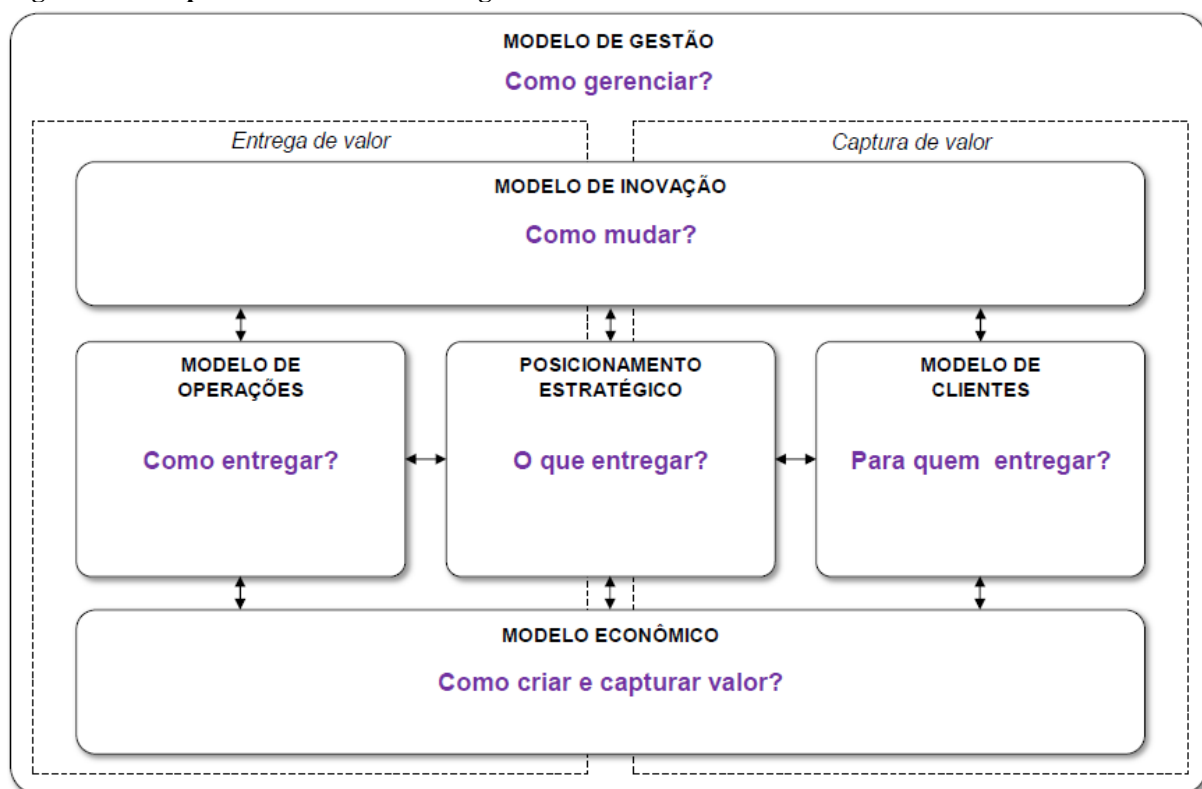 MODELO DE GESTÃO
Como gerenciar?
Entrega de valor
Captura de valor
MODELO DE INOVAÇÃO
Como mudar?
MODELO DE
OPERAÇÕES
Como entregar?
POSICIONAMENTO
ESTRATÉGICO
O que entregar?
MODELO DE
CLIENTES
Para quem entregar?
MODELO ECONÔMICO
Como criar e capturar valor?